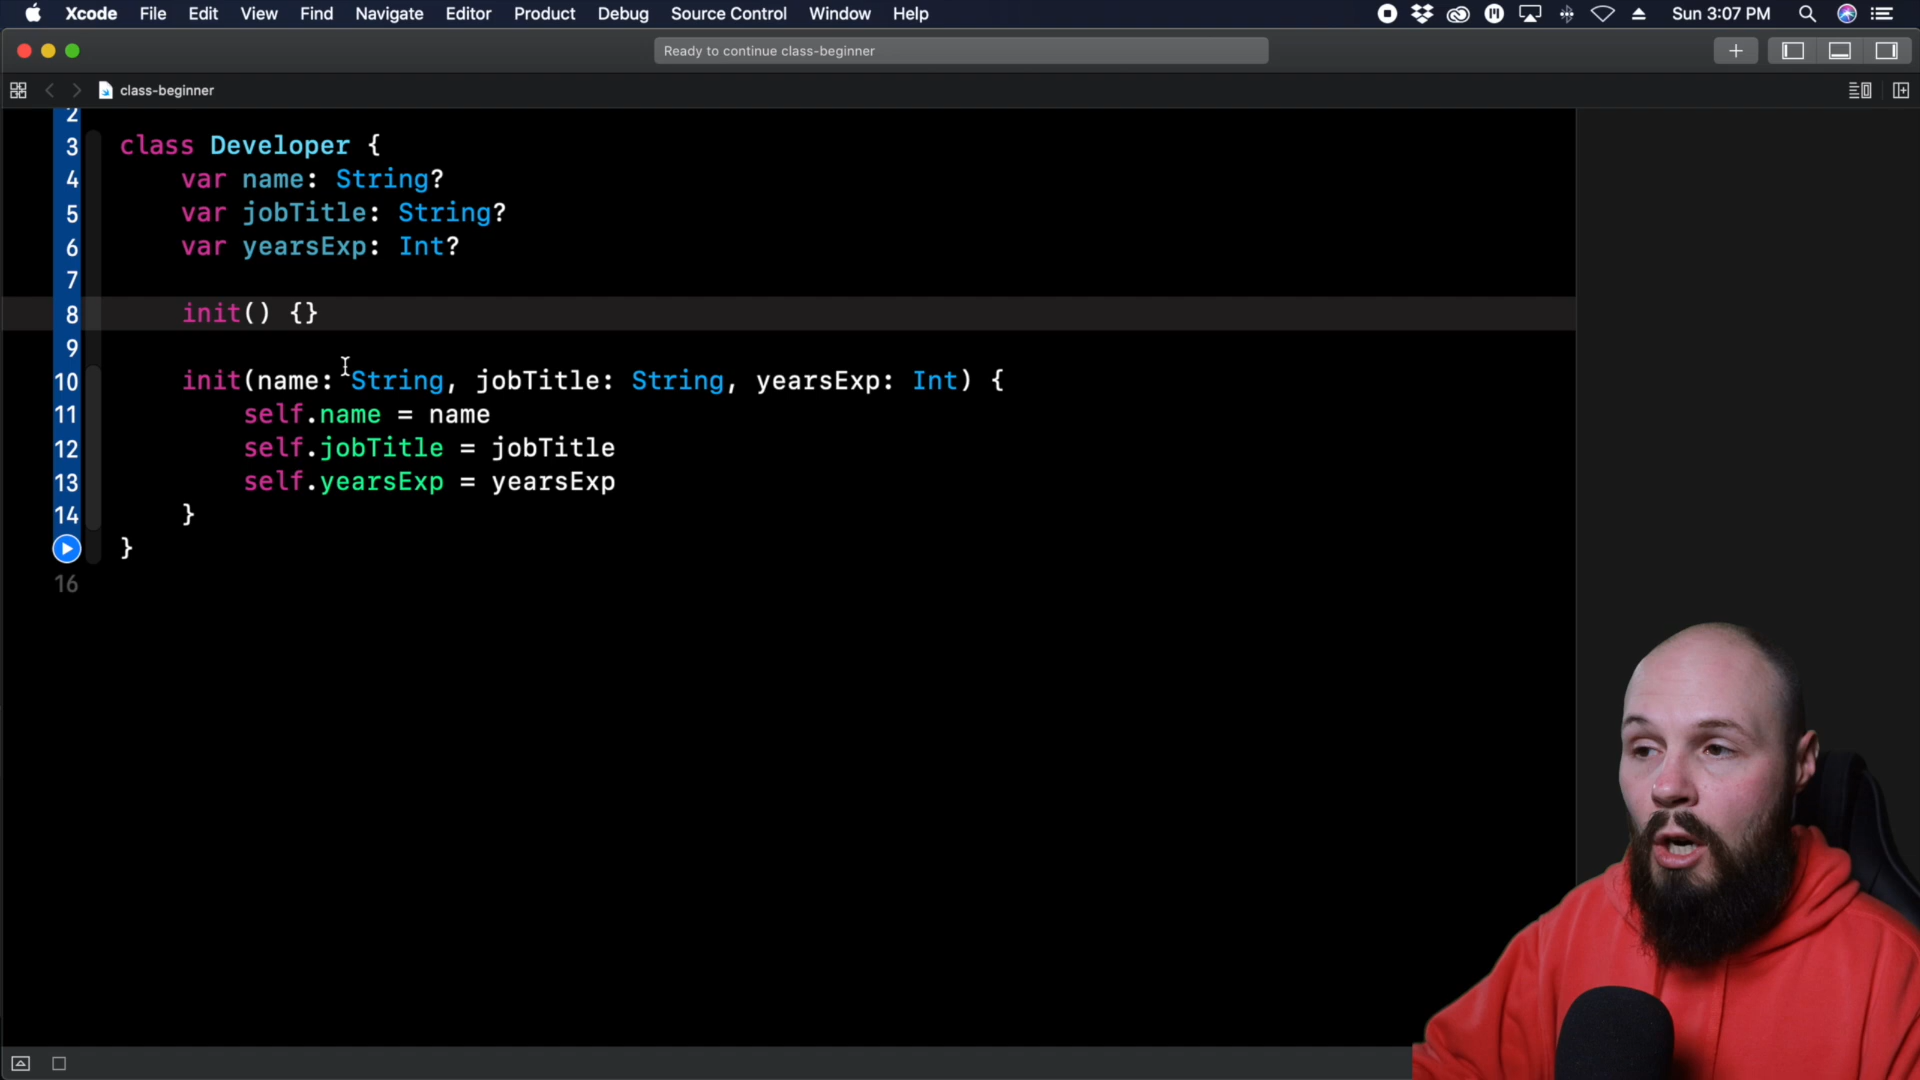 Xcode File Edit View Find Navigate Editor Product Debug Source Control Window Help Sun 3:07 PM
Ready to continue class-beginner
class-beginner
2
3 class Developer {
4 var name: String?
5 var jobTitle: String?
6 var yearsExp: Int?
7
8 init() {}
9
10 init(name: String, jobTitle: String, yearsExp: Int) {
11 self.name = name
12 self.jobTitle = jobTitle
13 self.yearsExp = yearsExp
14 }
}
16